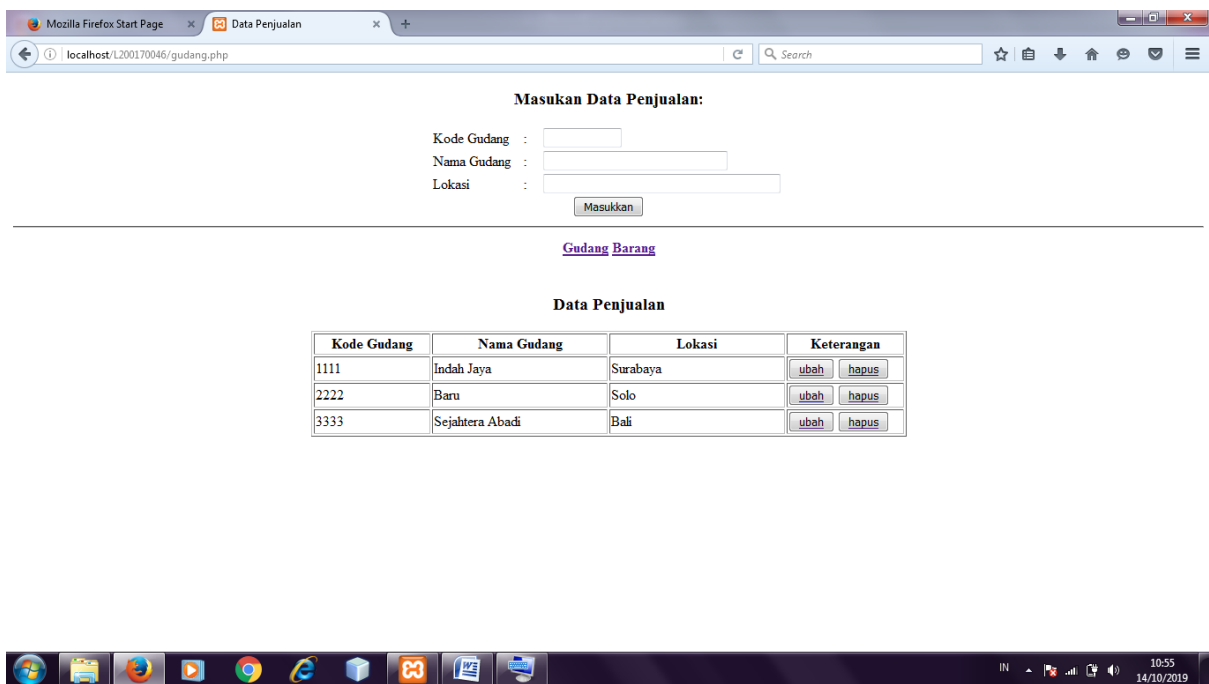 Mozilla Firefox Start Page Data Penjualan
localhost/L200170046/gudang.php Search
Masukan Data Penjualan:
Kode Gudang :
Nama Gudang :
Lokasi :
Masukkan
Gudang Barang
Data Penjualan
Kode Gudang Nama Gudang Lokasi Keterangan
1111 Indah Jaya Surabaya ubah hapus
2222 Baru Solo ubah hapus
3333 Sejahtera Abadi Bali ubah hapus
IN 10:55
14/10/2019